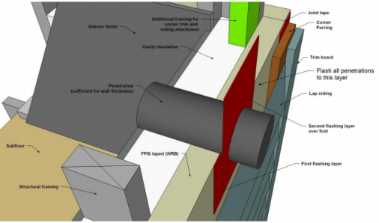 Interior finish
Additional framing for
corner trim and
siding attachment
Joint tape
Corner
Furring
Cavity insulation
Trim board
Flash all penetrations
to this layer
Penetration
(sufficient for wall thickness)
Lap siding
Second flashing layer
over first
Subfloor
FPIS taped (WRB)
First flashing layer
Structural framing